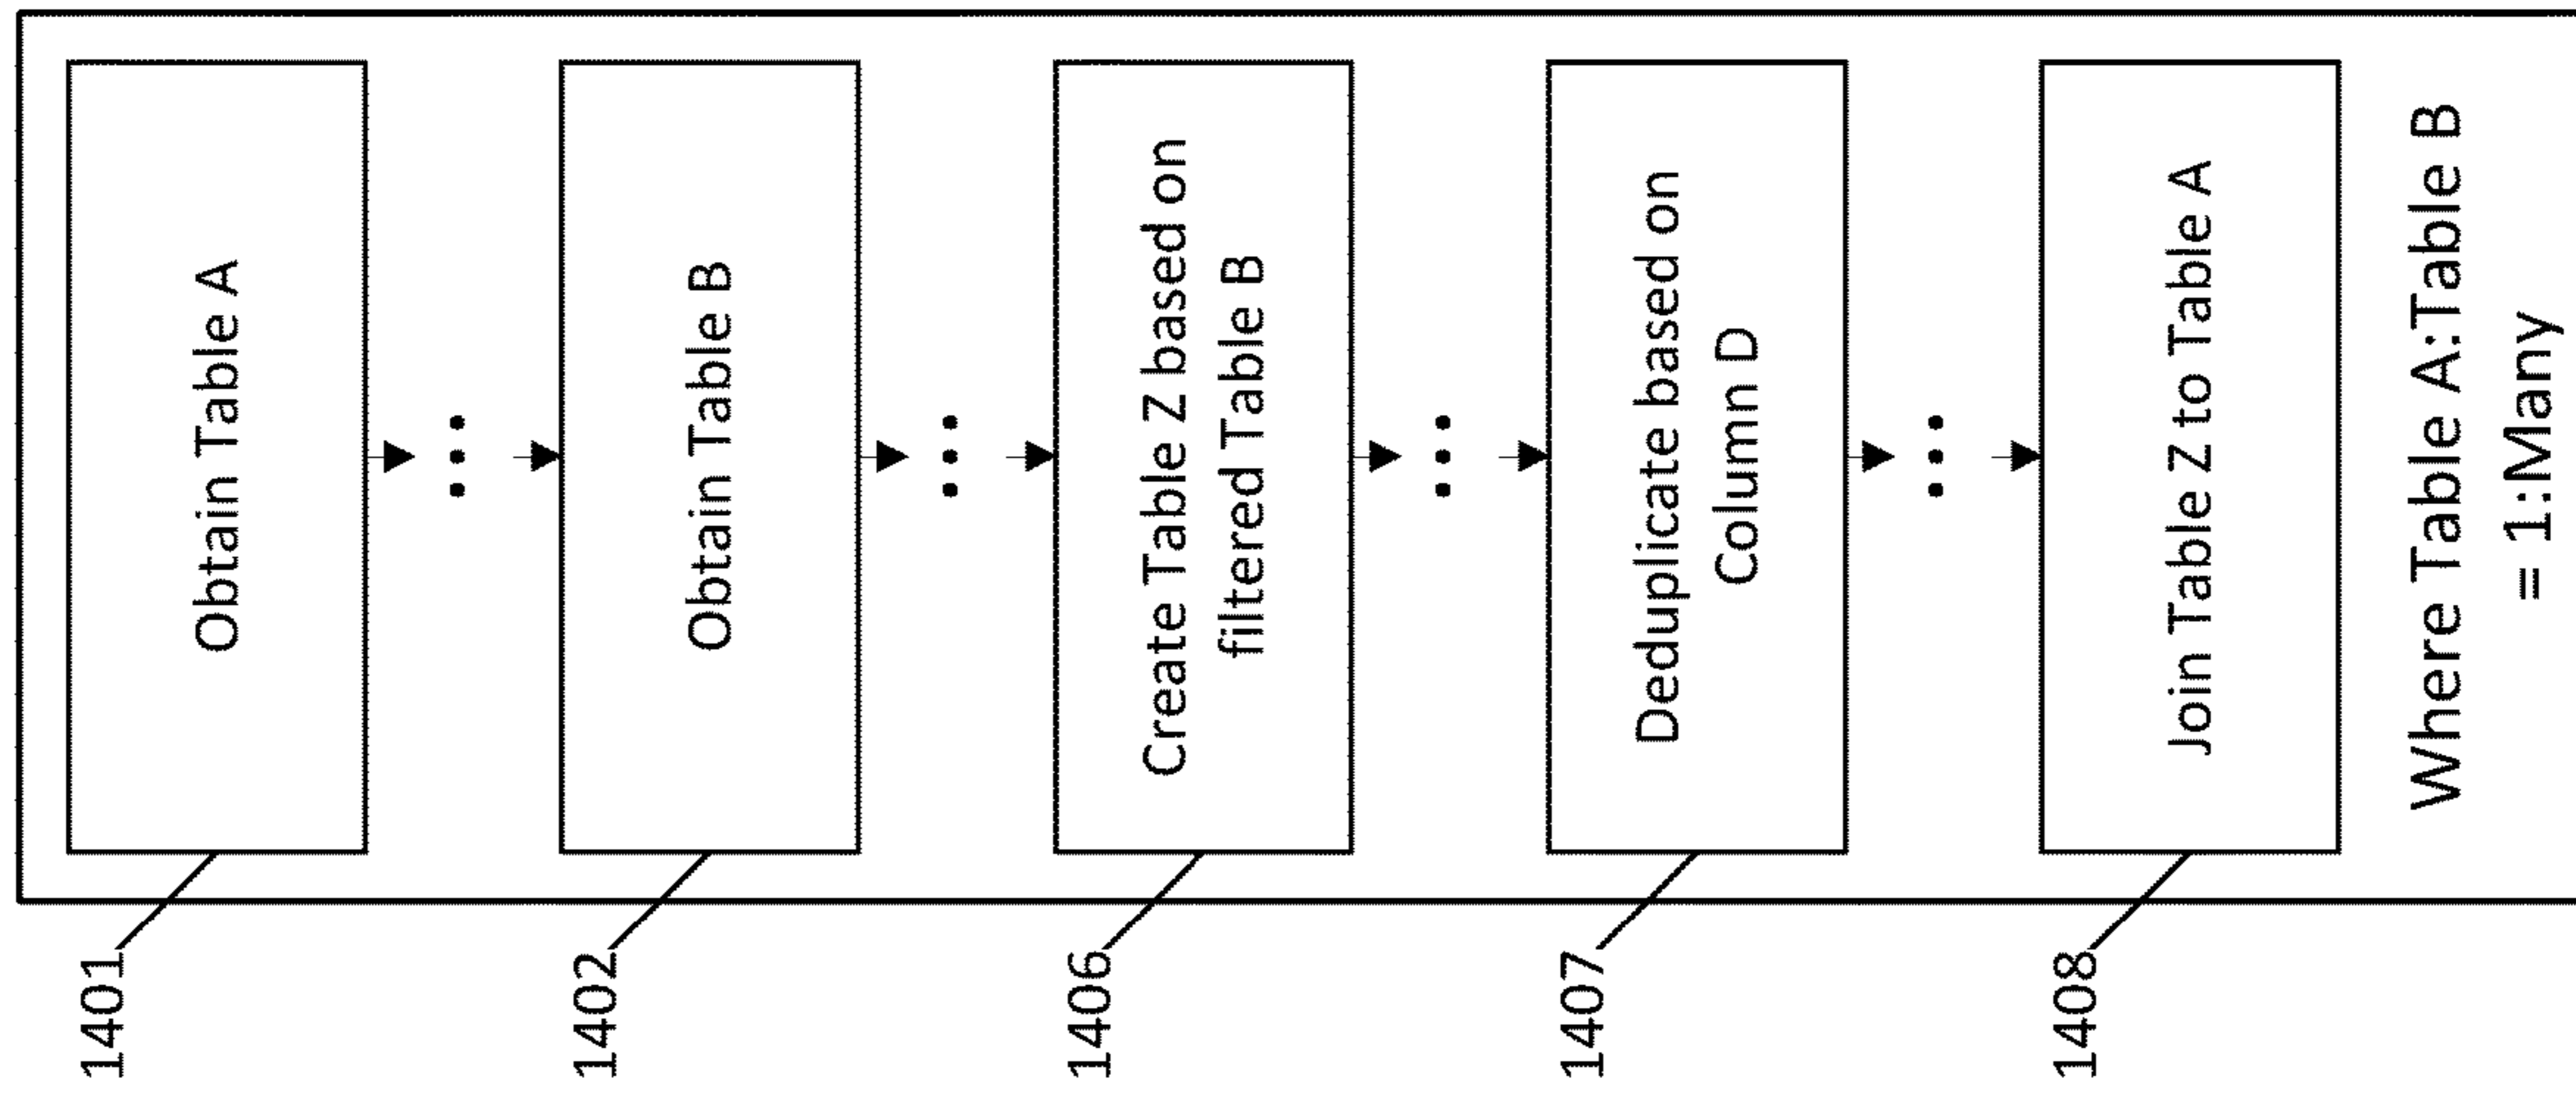 1401
Obtain Table A
1402
Obtain Table B
1406
Create Table Z based on
filtered Table B
1407
Deduplicate based on
Column D
1408
Join Table Z to Table A
Where Table A:Table B
= 1:Many